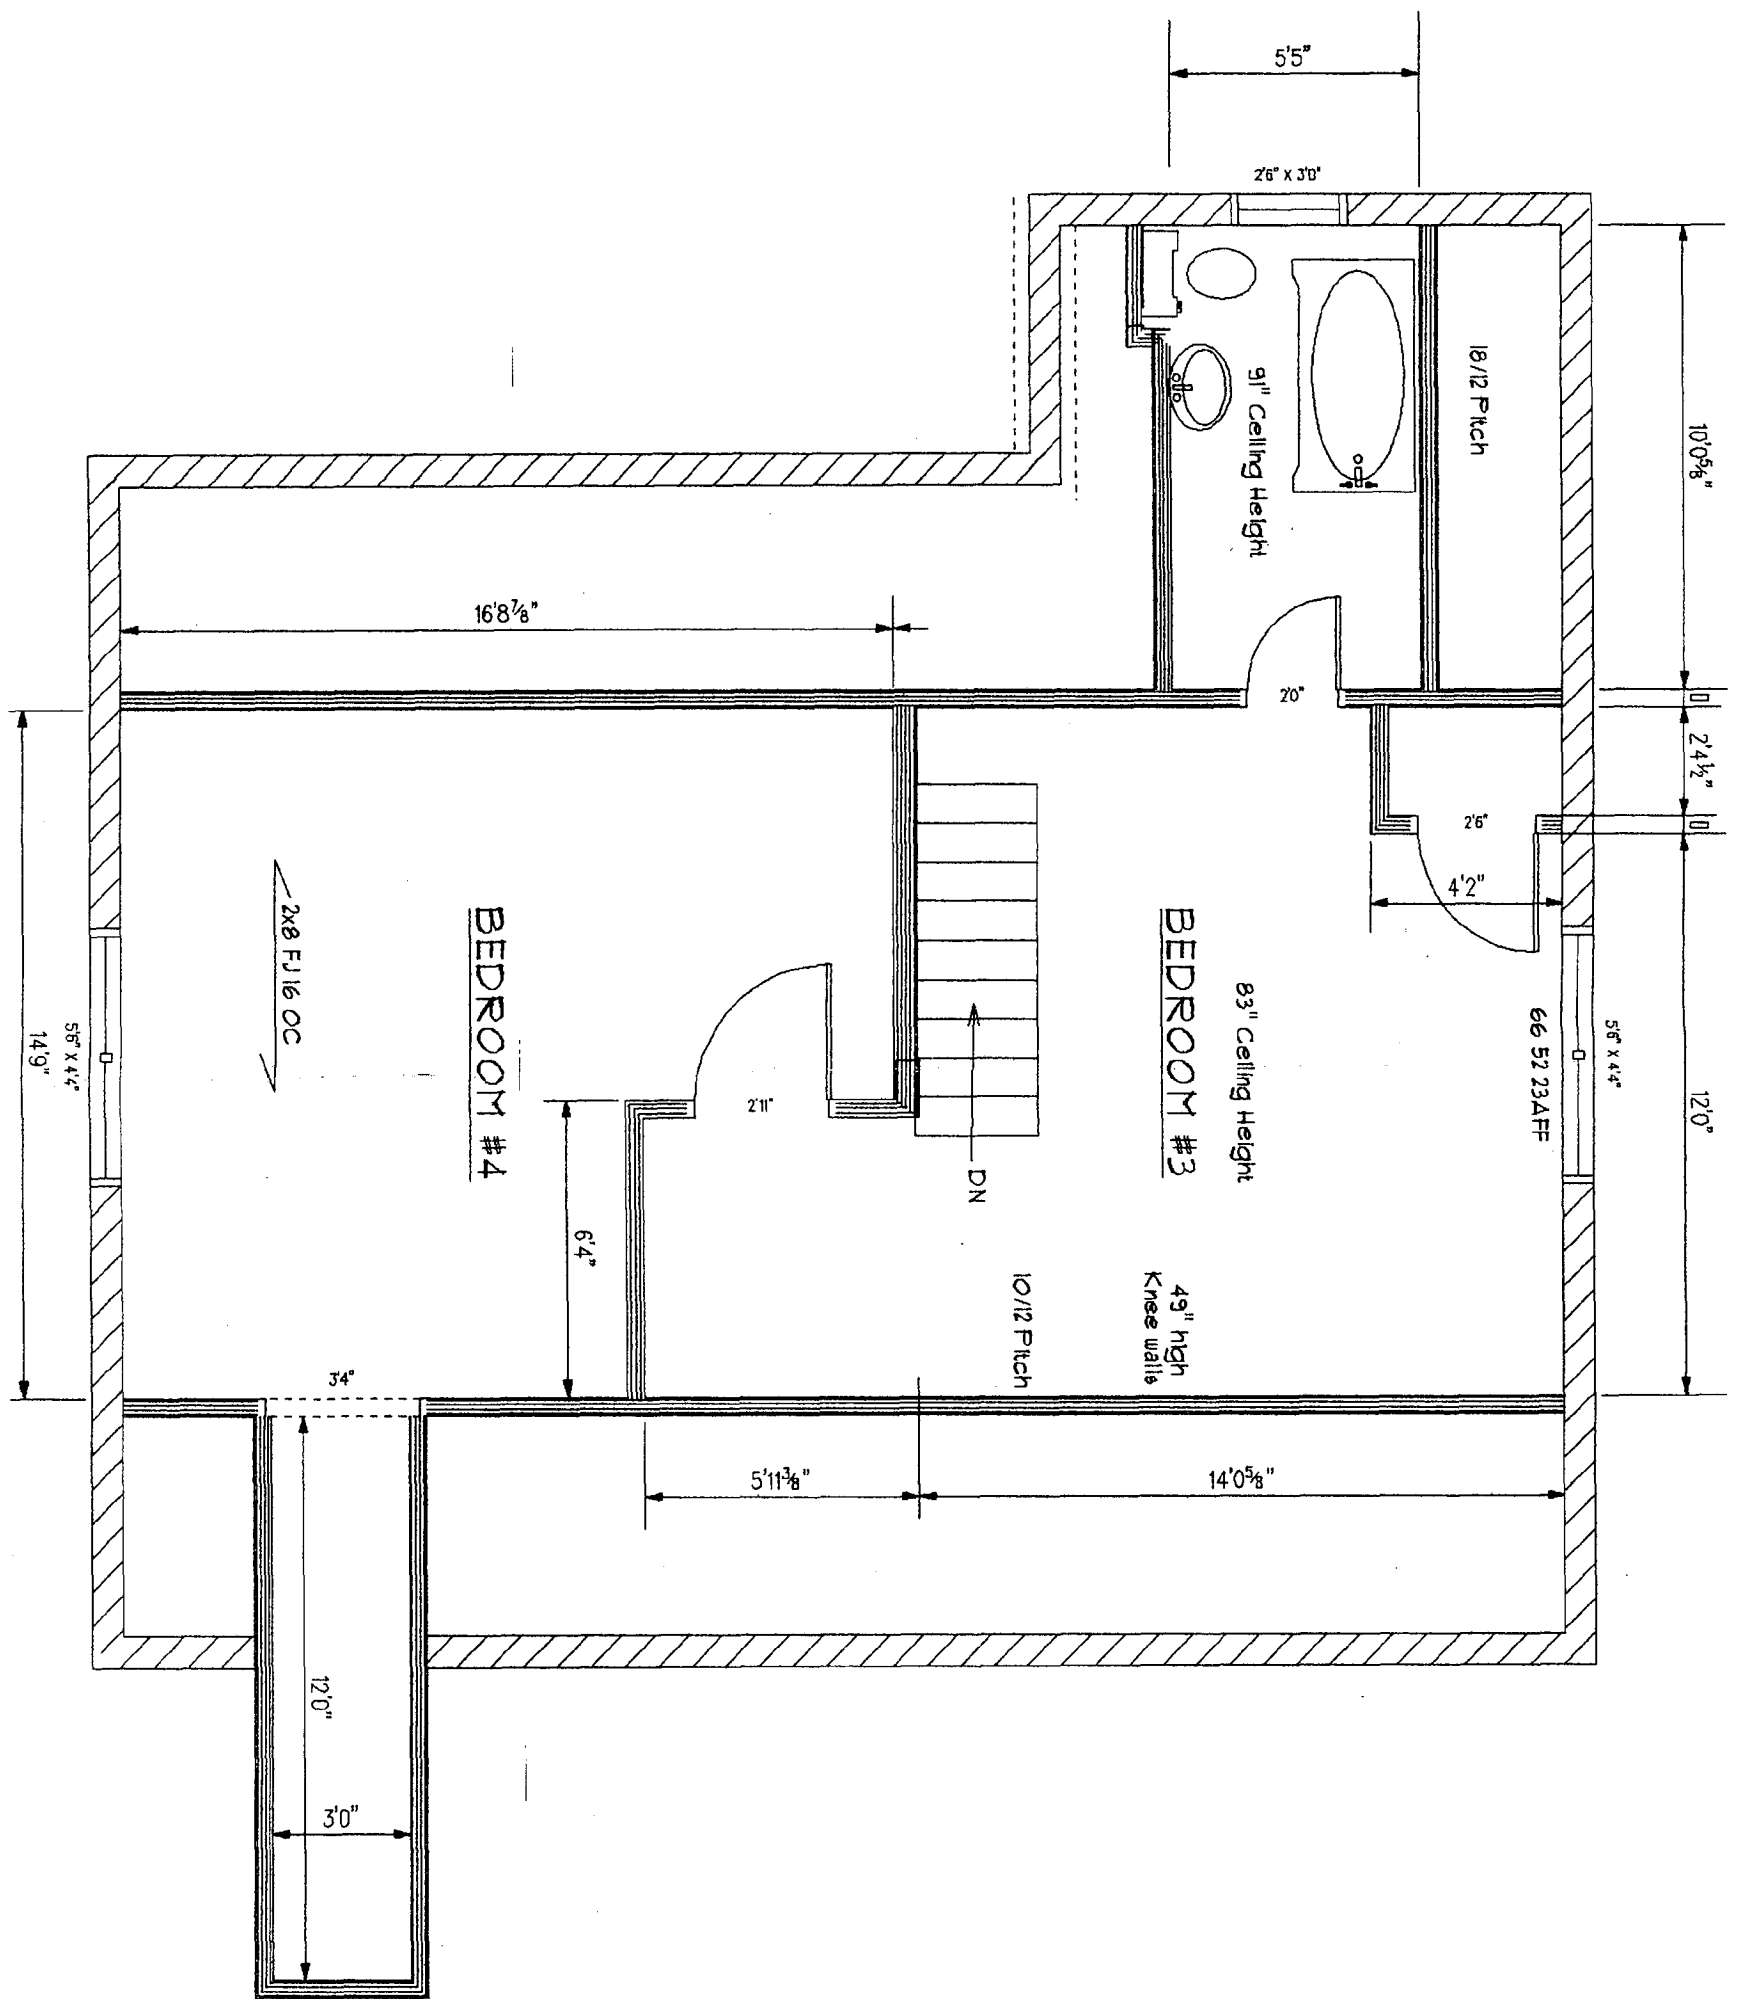 5'5"
2'6" X 3'0"
18/12 Pitch
91" Ceiling Height
10'0⅝"
16'8⅞"
2'0"
2'4½"
2'6"
4'2"
BEDROOM #4
2x8 FJ 16 OC
BEDROOM #3
83" Ceiling Height
66 52 23AFF
5'6" X 4'4"
12'0"
5'6" X 4'4"
14'9"
2'11"
DN
6'4"
10/12 Pitch
49" high
Knee walls
3'4"
5'11⅜"
14'0⅝"
12'0"
3'0"